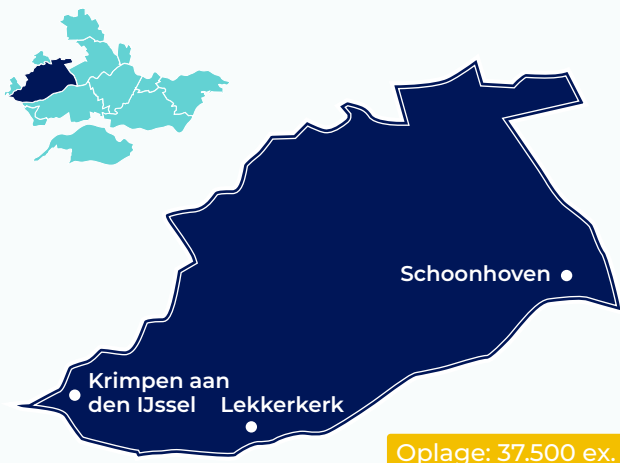 Schoonhoven
Krimpen aan
den IJssel
Lekkerkerk
Oplage: 37.500 ex.